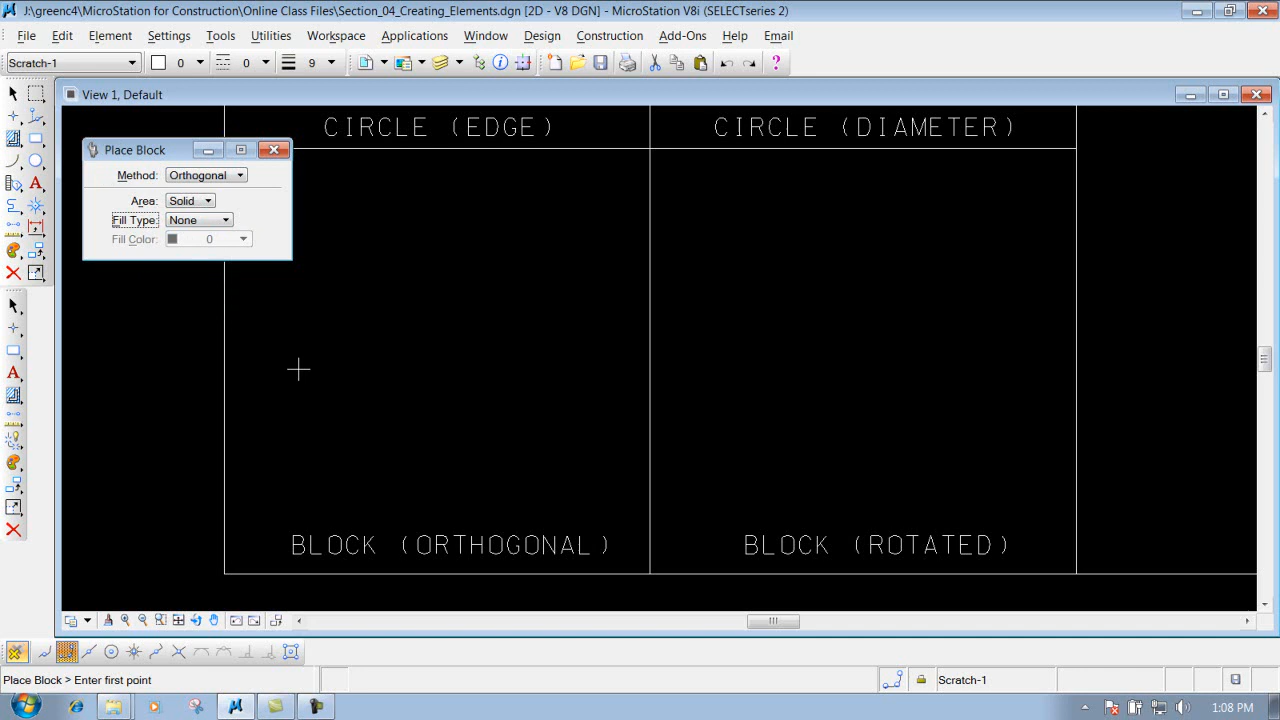 J:\greenc4\MicroStation for Construction\Online Class Files\Section_04_Creating_Elements.dgn [2D - V8 DGN] - MicroStation V8i (SELECTseries 2)
File Edit Element Settings Tools Utilities Workspace Applications Window Design Construction Add-Ons Help Email
Scratch-1 0 0 9
View 1, Default
CIRCLE (EDGE) CIRCLE (DIAMETER)
Place Block
Method: Orthogonal
Area: Solid
Fill Type: None
Fill Color: 0
BLOCK (ORTHOGONAL) BLOCK (ROTATED)
Place Block > Enter first point Scratch-1
1:08 PM